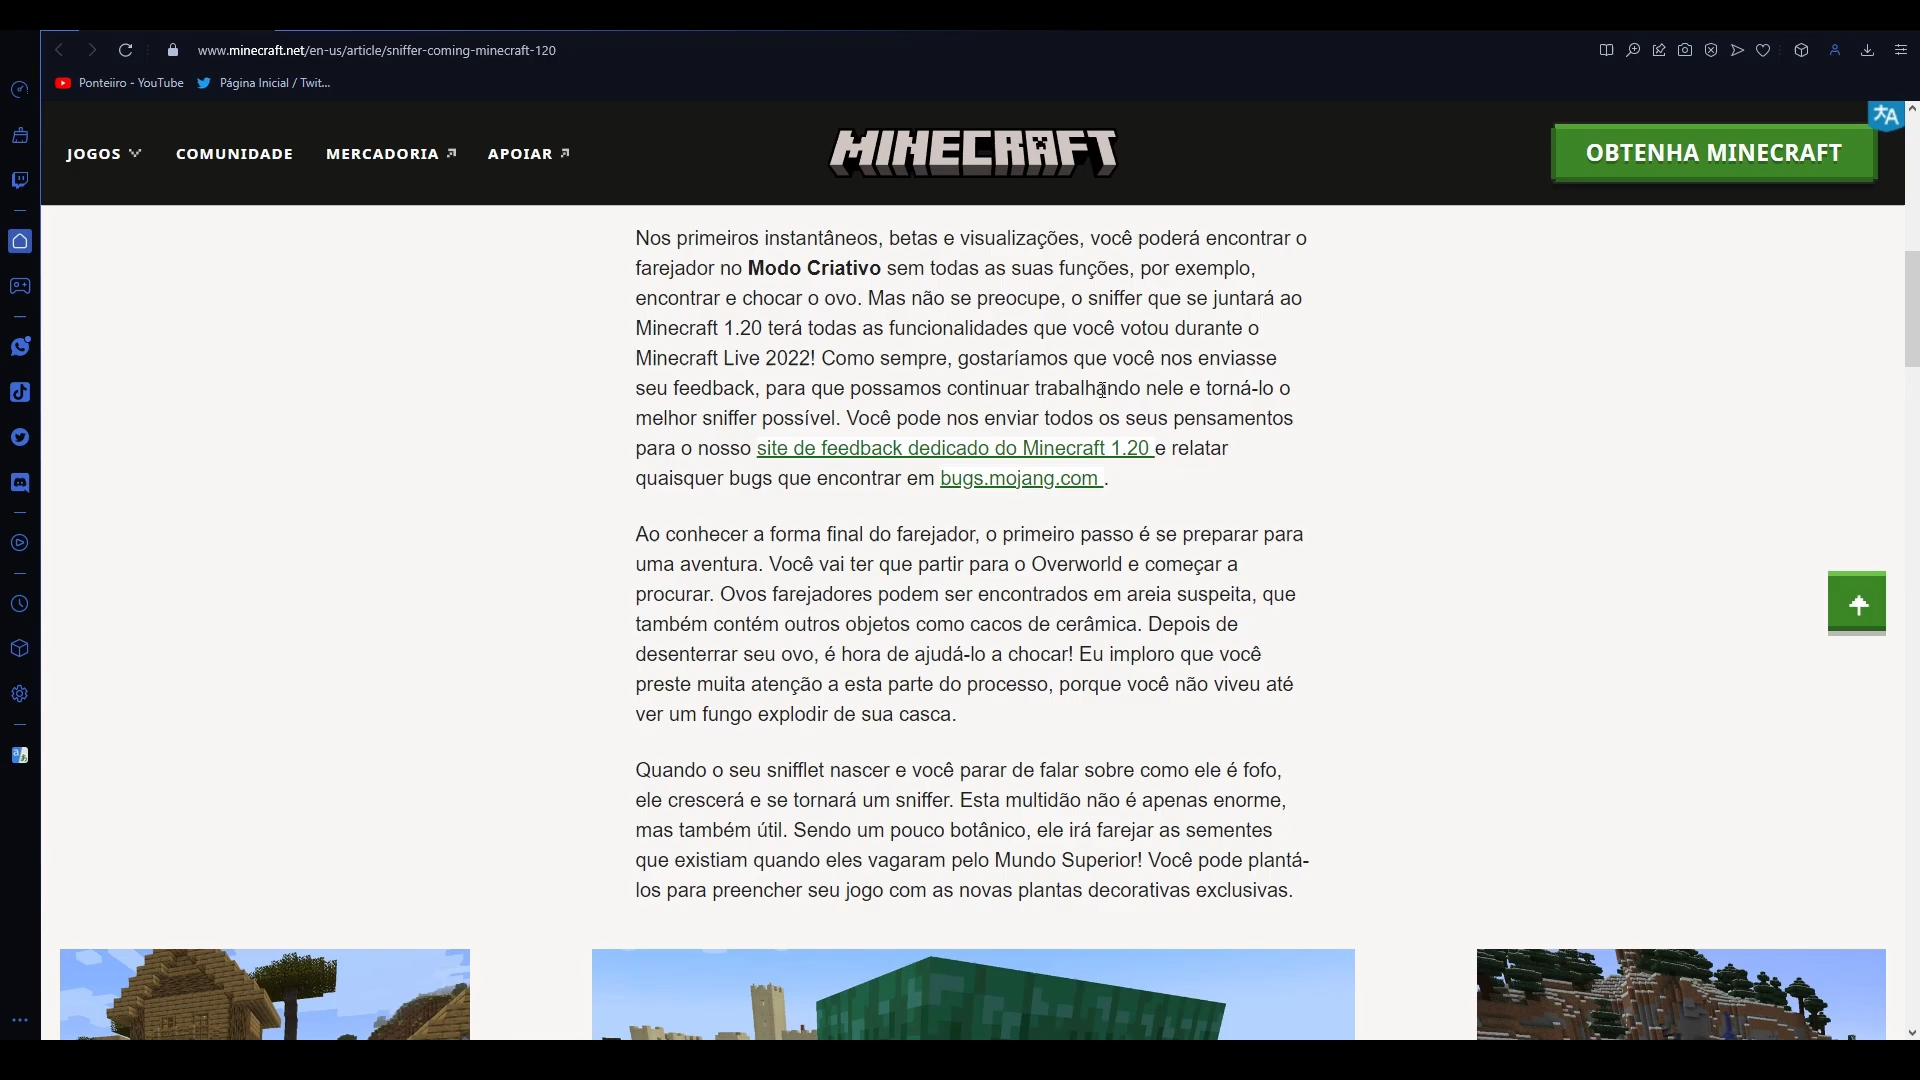 www.minecraft.net/en-us/article/sniffer-coming-minecraft-120
Ponteiiro - YouTube
Página Inicial / Twit...
JOGOS
COMUNIDADE
MERCADORIA
APOIAR
MINECRAFT
OBTENHA MINECRAFT
Nos primeiros instantâneos, betas e visualizações, você poderá encontrar o
farejador no Modo Criativo sem todas as suas funções, por exemplo,
encontrar e chocar o ovo. Mas não se preocupe, o sniffer que se juntará ao
Minecraft 1.20 terá todas as funcionalidades que você votou durante o
Minecraft Live 2022! Como sempre, gostaríamos que você nos enviasse
seu feedback, para que possamos continuar trabalhando nele e torná-lo o
melhor sniffer possível. Você pode nos enviar todos os seus pensamentos
para o nosso site de feedback dedicado do Minecraft 1.20 e relatar
quaisquer bugs que encontrar em bugs.mojang.com .
Ao conhecer a forma final do farejador, o primeiro passo é se preparar para
uma aventura. Você vai ter que partir para o Overworld e começar a
procurar. Ovos farejadores podem ser encontrados em areia suspeita, que
também contém outros objetos como cacos de cerâmica. Depois de
desenterrar seu ovo, é hora de ajudá-lo a chocar! Eu imploro que você
preste muita atenção a esta parte do processo, porque você não viveu até
ver um fungo explodir de sua casca.
Quando o seu snifflet nascer e você parar de falar sobre como ele é fofo,
ele crescerá e se tornará um sniffer. Esta multidão não é apenas enorme,
mas também útil. Sendo um pouco botânico, ele irá farejar as sementes
que existiam quando eles vagaram pelo Mundo Superior! Você pode plantá-
los para preencher seu jogo com as novas plantas decorativas exclusivas.